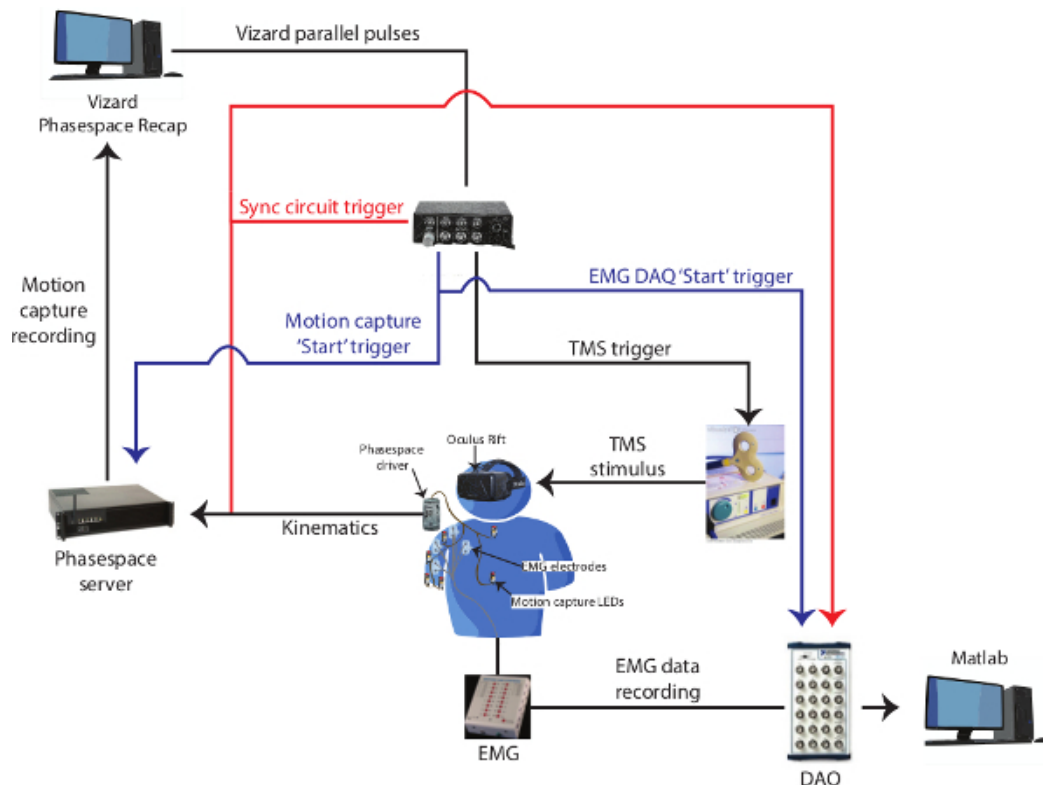 Vizard parallel pulses
Vizard
Phasespace Recap
Sync circuit trigger
EMG DAQ 'Start' trigger
Motion
capture
recording
Motion capture
'Start' trigger
TMS trigger
Oculus Rift
Phasespace
driver
TMS
stimulus
Kinematics
Phasespace
server
EMG electrodes
Motion capture LEDs
EMG data
recording
Matlab
EMG
DAQ